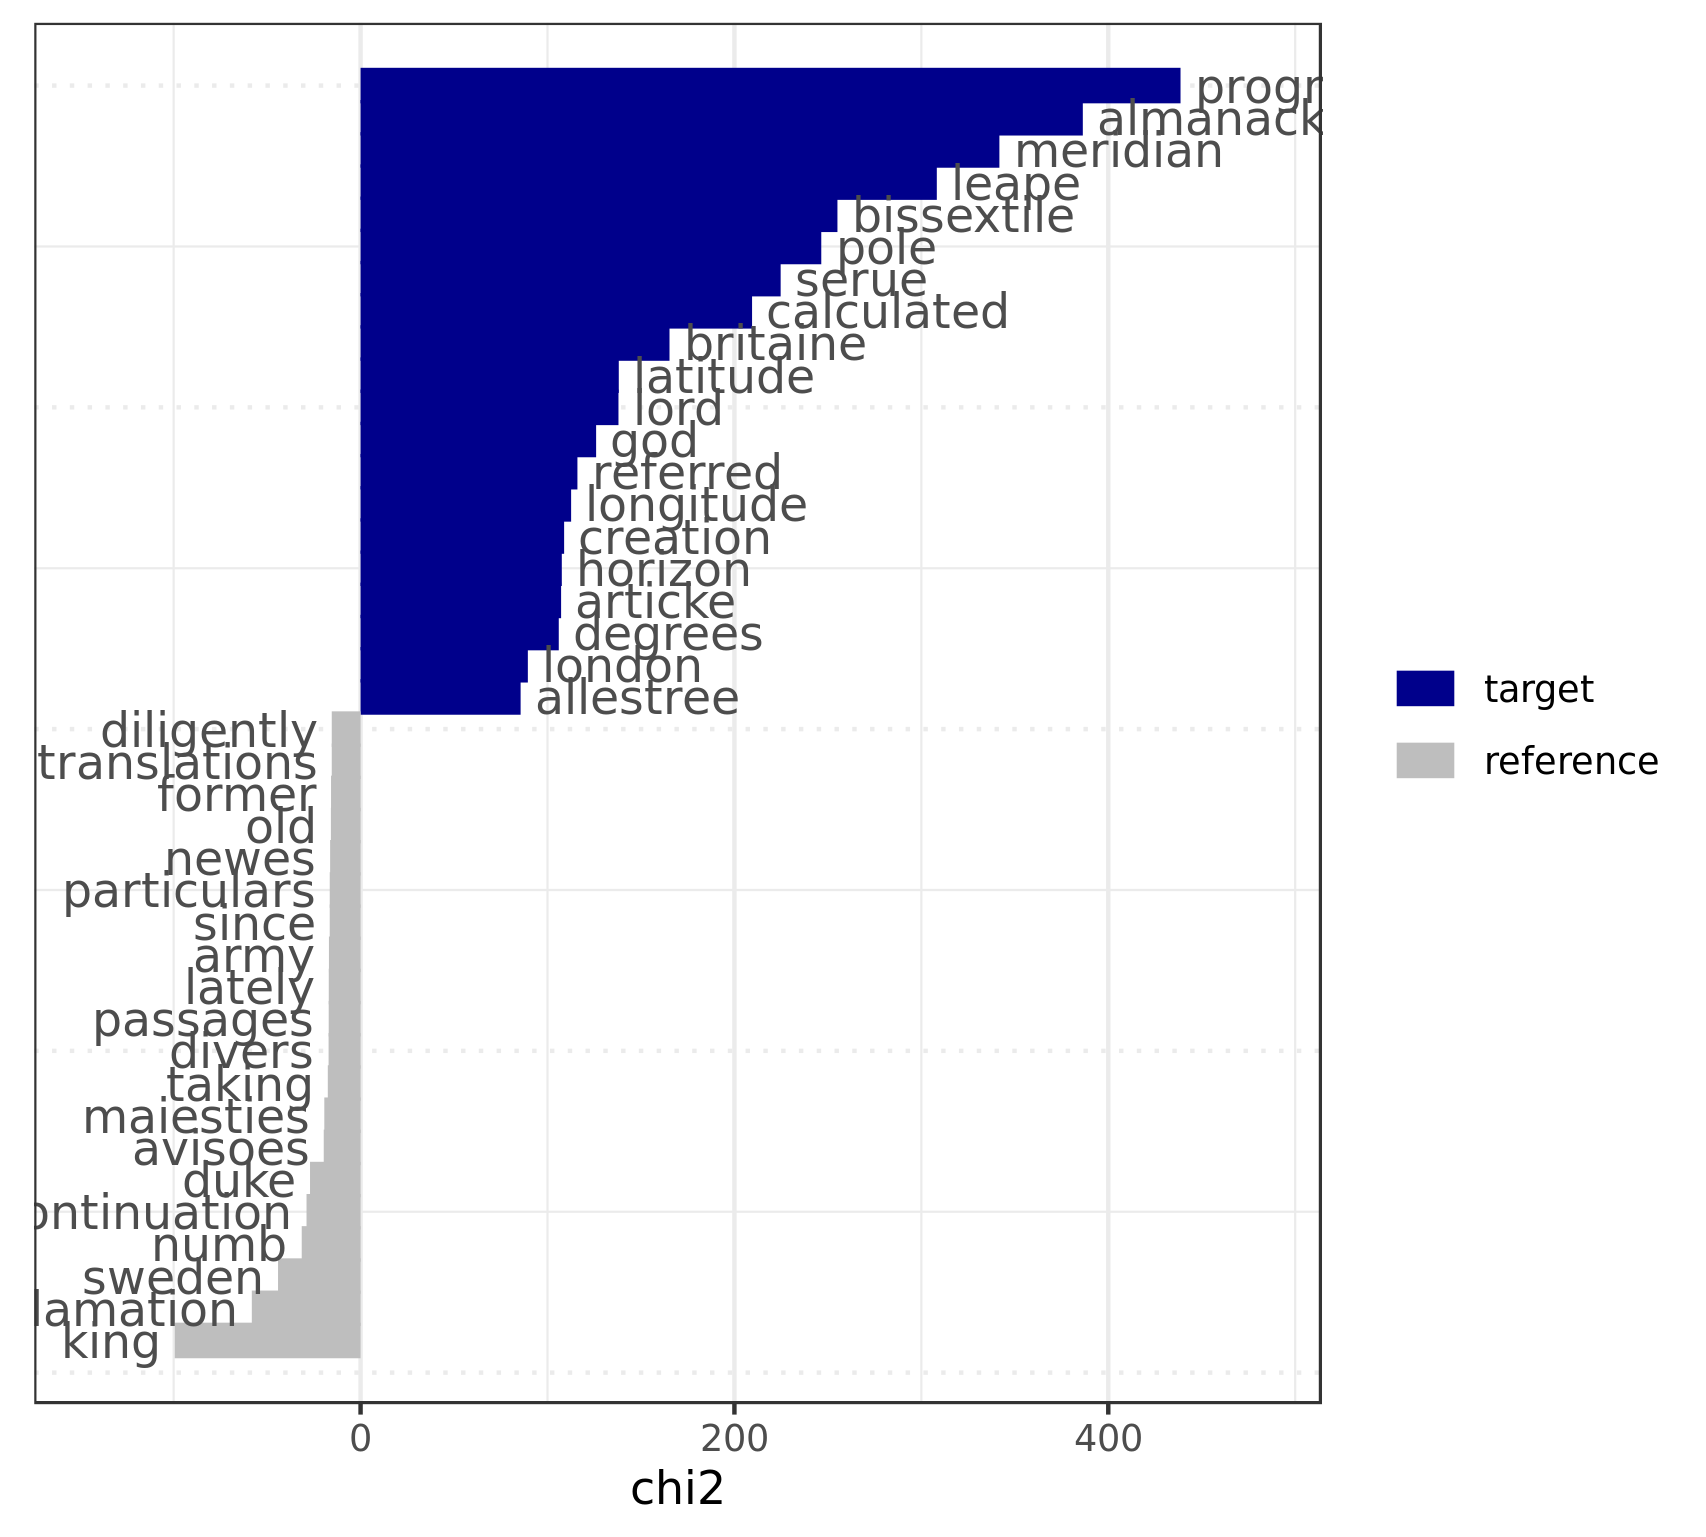 progr
almanack
meridian
leape
bissextile
pole
serue
calculated
britaine
latitude
lord
god
referred
longitude
creation
horizon
articke
degrees
london
allestree
diligently
translations
former
old
newes
particulars
since
army
lately
passages
divers
taking
maiesties
avisoes
duke
ontinuation
numb
sweden
lamation
king
target
reference
0 200 400
chi2